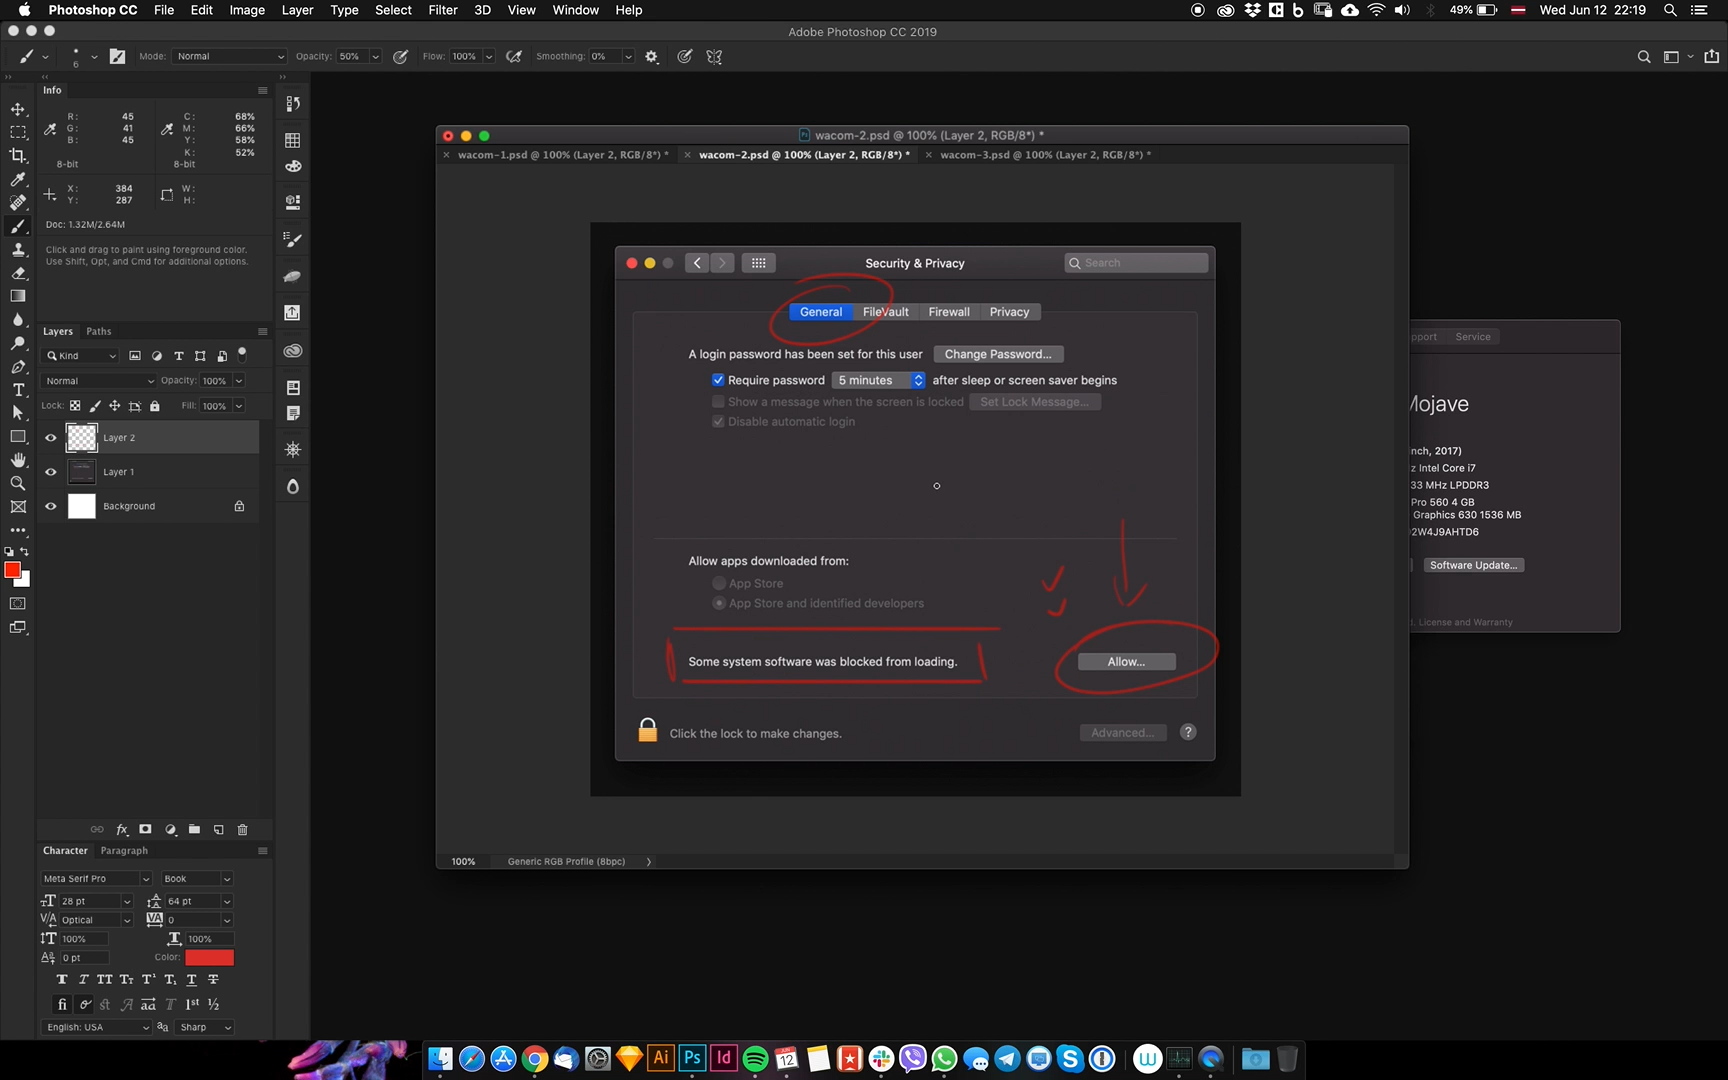 Photoshop CC File Edit Image Layer Type Select Filter 3D View Window Help 49% Wed Jun 12 22:19
Adobe Photoshop CC 2019
6 Mode: Normal Opacity: 50% Flow: 100% Smoothing: 0%
Info
R: 45 C: 68%
G: 41 M: 66%
B: 45 Y: 58%
K: 52%
8-bit 8-bit
X: 384 W:
Y: 287 H:
Doc: 1.32M/2.64M
Click and drag to paint using foreground color.
Use Shift, Opt, and Cmd for additional options.
Layers Paths
Kind
Normal Opacity: 100%
Lock: Fill: 100%
Layer 2
Layer 1
Background
fx
Character Paragraph
Meta Serif Pro Book
28 pt 64 pt
Optical 0
100% 100%
0 pt Color:
English: USA Sharp
wacom-2.psd @ 100% (Layer 2, RGB/8*) *
wacom-1.psd @ 100% (Layer 2, RGB/8*) * wacom-2.psd @ 100% (Layer 2, RGB/8*) * wacom-3.psd @ 100% (Layer 2, RGB/8*) *
Security & Privacy
Search
General FileVault Firewall Privacy
A login password has been set for this user Change Password...
Require password 5 minutes after sleep or screen saver begins
Show a message when the screen is locked Set Lock Message...
Disable automatic login
Allow apps downloaded from:
App Store
App Store and identified developers
Some system software was blocked from loading. Allow...
Click the lock to make changes. Advanced... ?
100% Generic RGB Profile (8bpc)
pport Service
Mojave
nch, 2017)
z Intel Core i7
33 MHz LPDDR3
Pro 560 4 GB
Graphics 630 1536 MB
2W4J9AHTD6
Software Update...
d. License and Warranty
Ai Ps Id 12